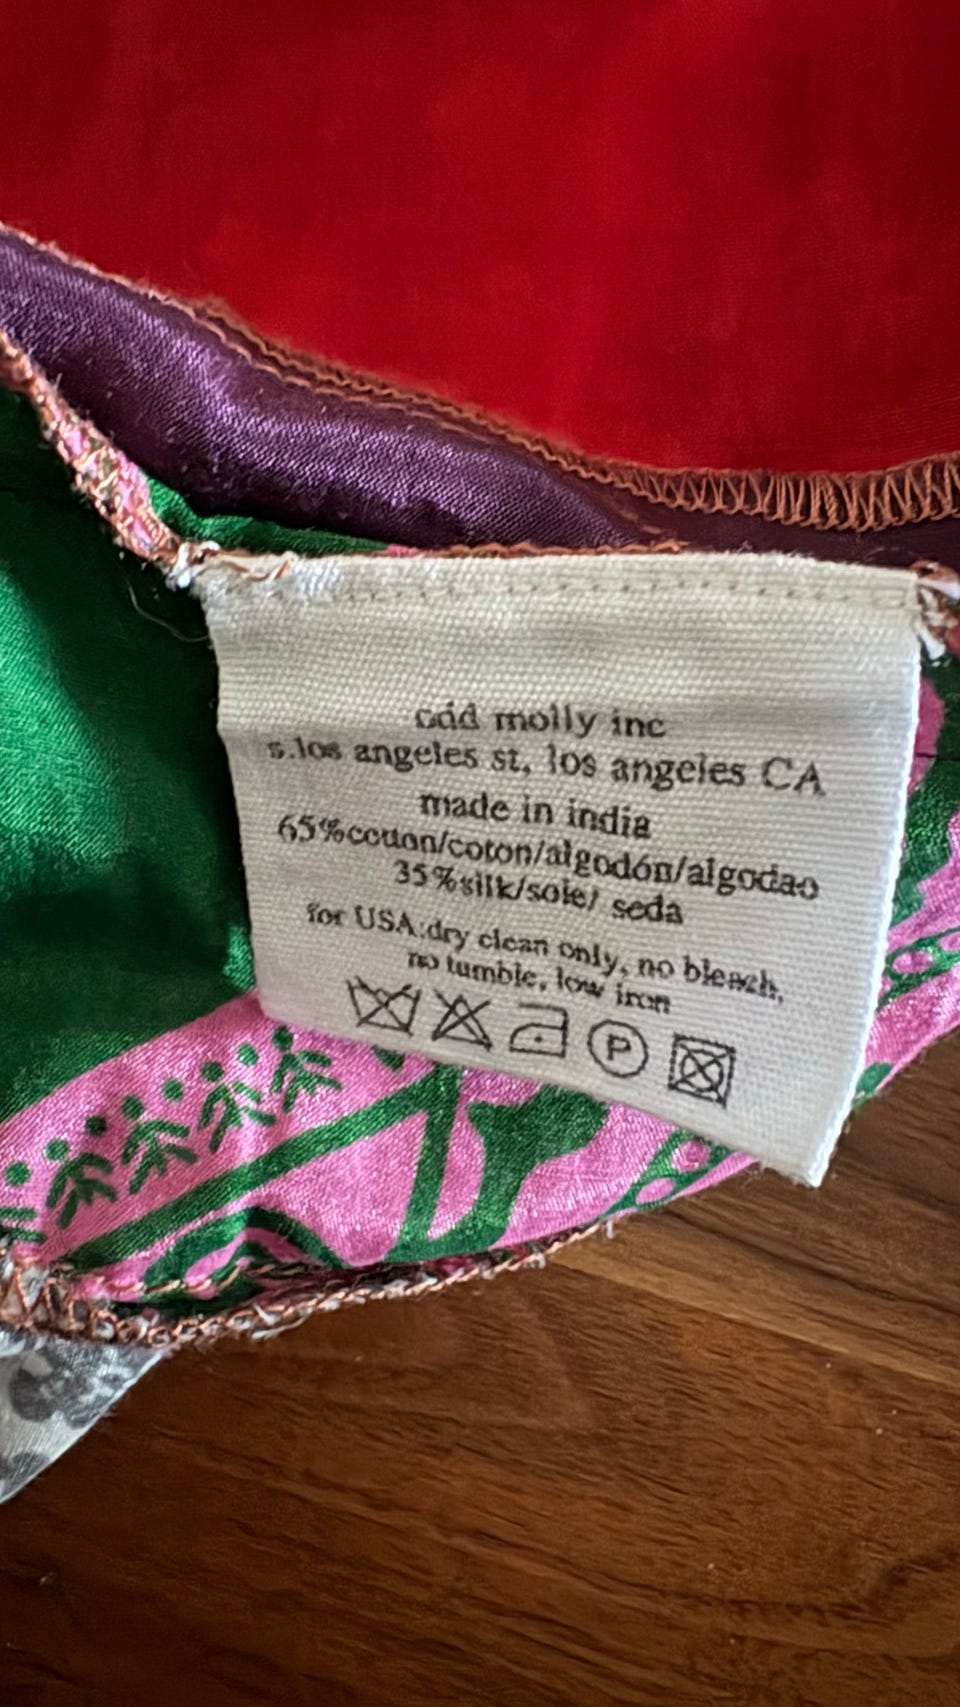 odd molly inc
s.los angeles st, los angeles CA
made in india
65%cotton/coton/algodón/algodao
35%silk/soie/ seda
for USA:dry clean only, no bleach,
no tumble, low iron
P